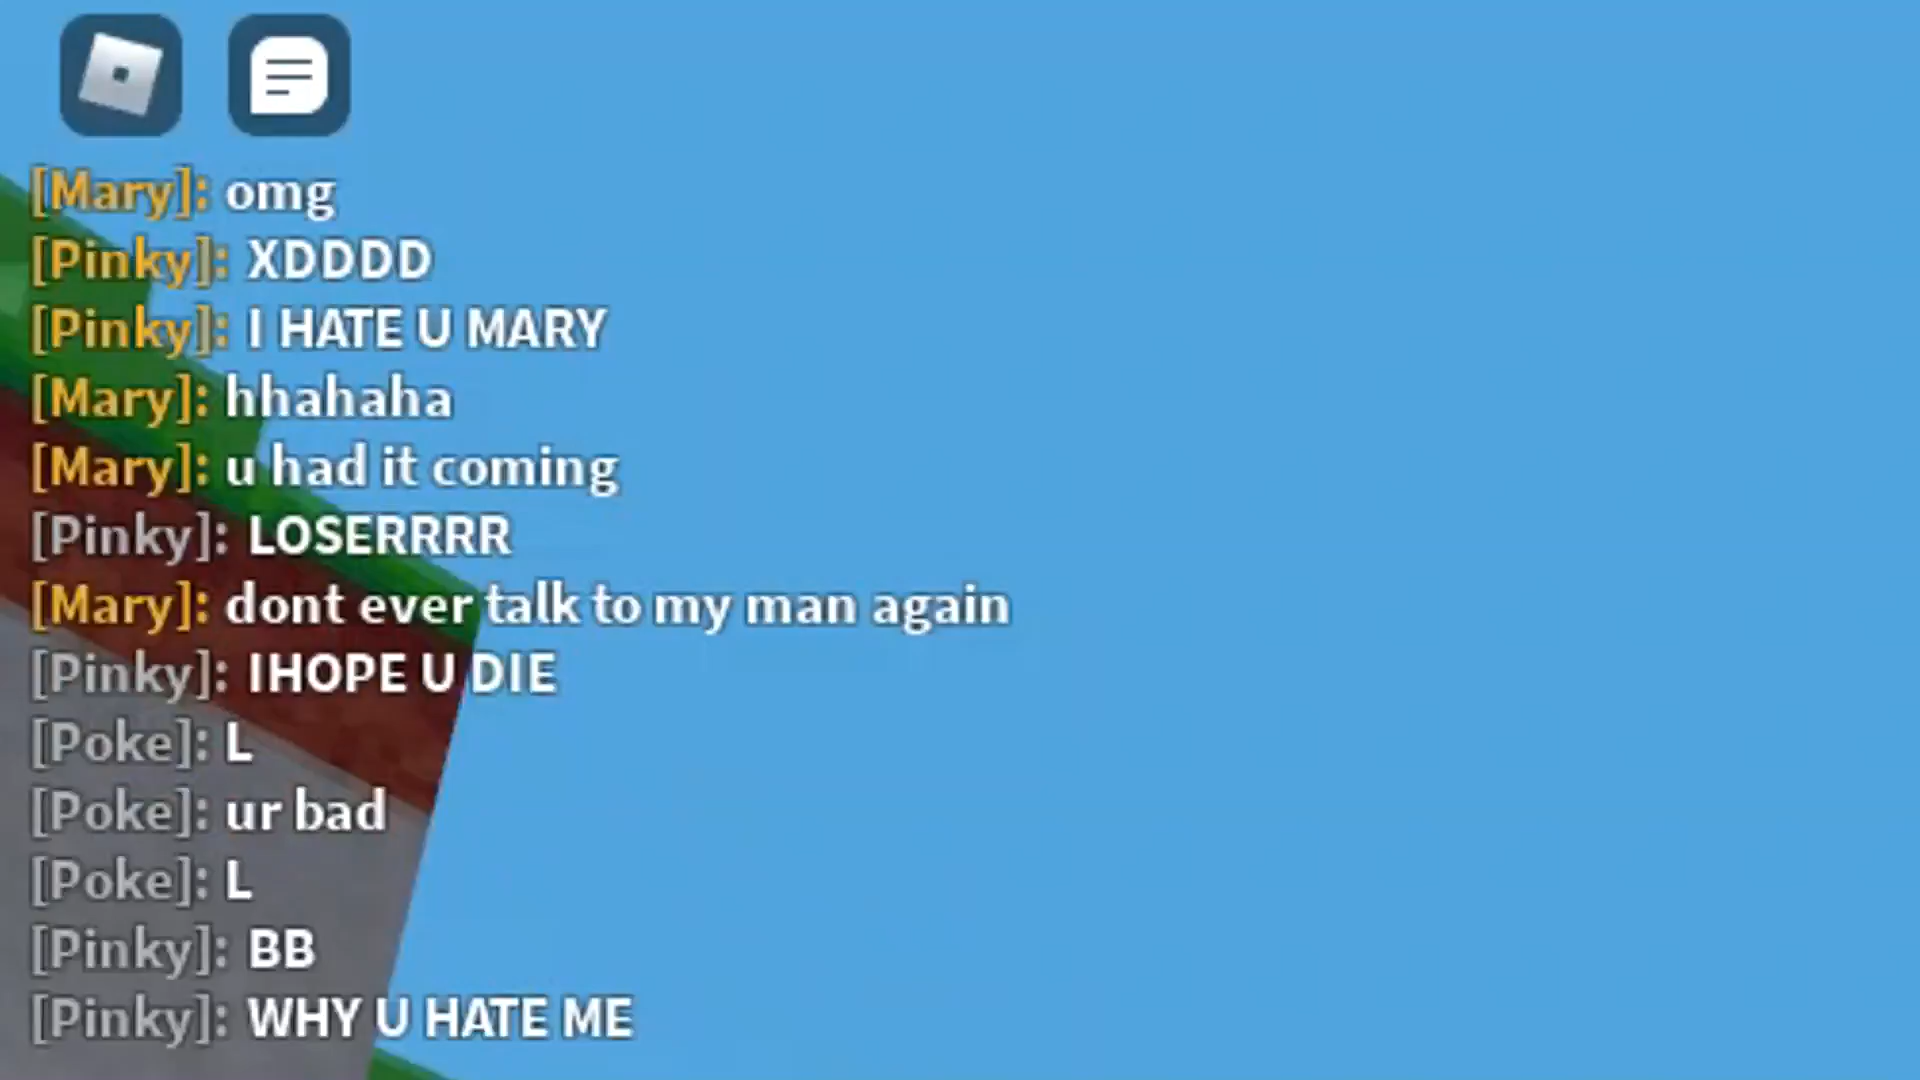 [Mary]: omg
[Pinky]: XDDDD
[Pinky]: I HATE U MARY
[Mary]: hhahaha
[Mary]: u had it coming
[Pinky]: LOSERRRR
[Mary]: dont ever talk to my man again
[Pinky]: IHOPE U DIE
[Poke]: L
[Poke]: ur bad
[Poke]: L
[Pinky]: BB
[Pinky]: WHY U HATE ME